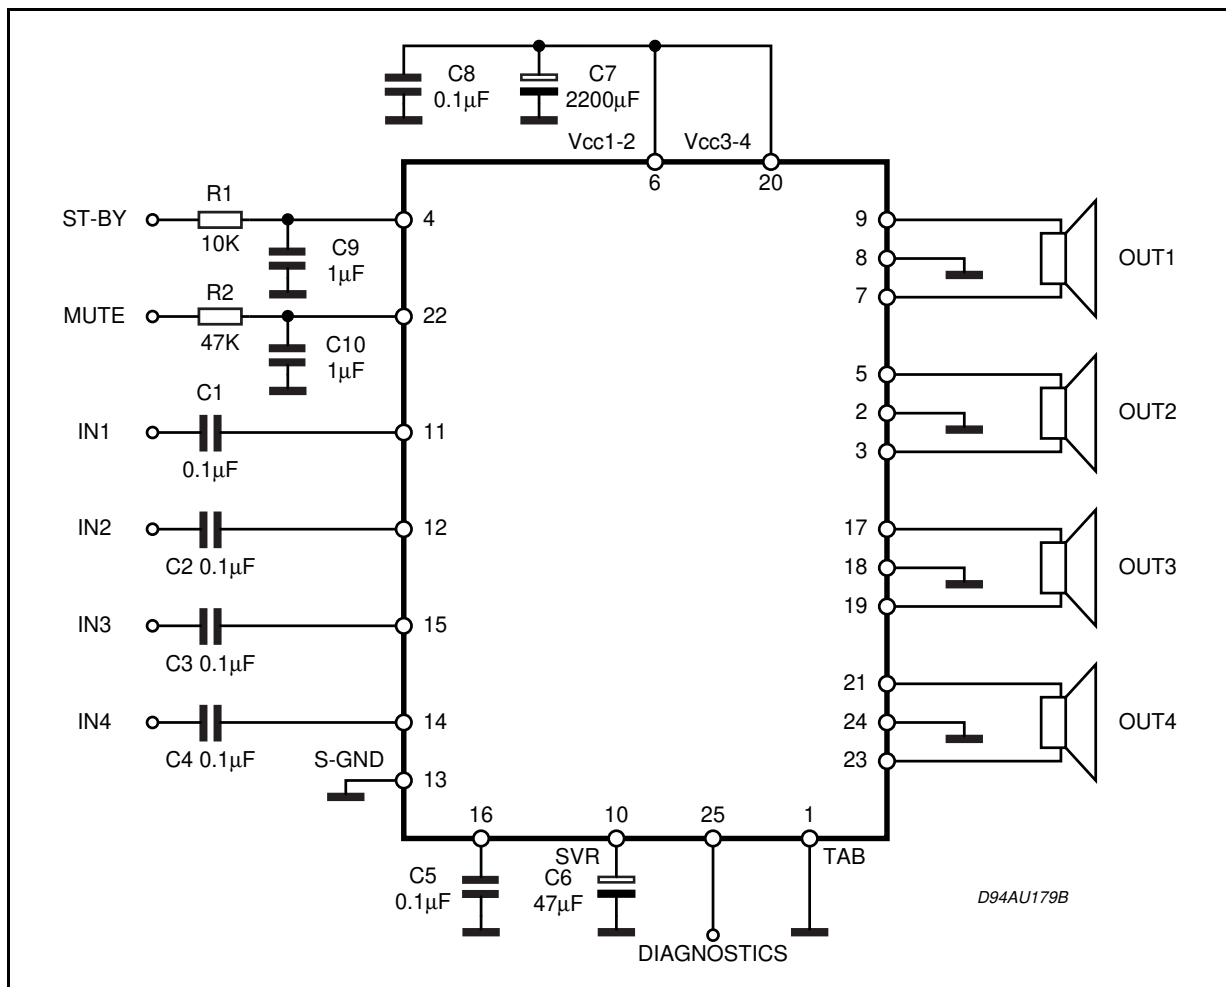 C8
0.1µF
C7
2200µF
Vcc1-2
Vcc3-4
6
20
ST-BY
R1
10K
C9
1µF
4
MUTE
R2
47K
C10
1µF
22
IN1
C1
0.1µF
11
IN2
C2 0.1µF
12
IN3
C3 0.1µF
15
IN4
C4 0.1µF
14
S-GND
13
9
8
7
OUT1
5
2
3
OUT2
17
18
19
OUT3
21
24
23
OUT4
16
10
25
1
SVR
TAB
C5
0.1µF
C6
47µF
DIAGNOSTICS
D94AU179B